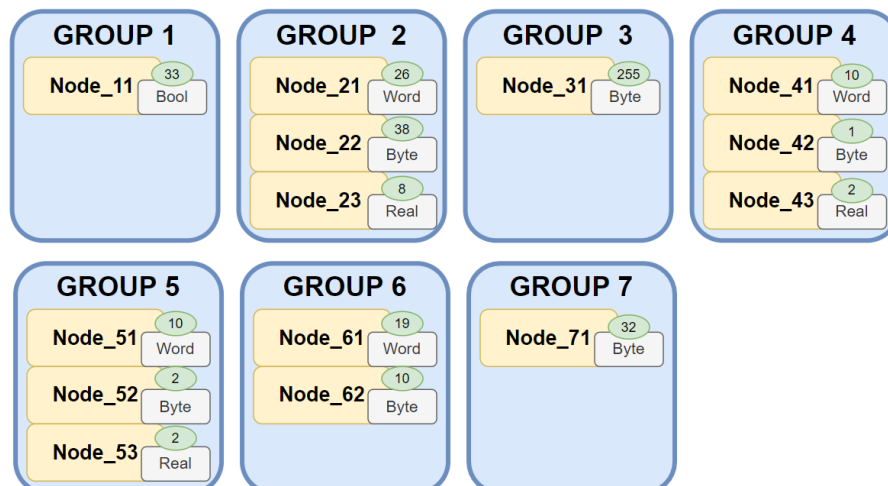 GROUP 1
Node_11
33
Bool
GROUP 2
Node_21
26
Word
Node_22
38
Byte
Node_23
8
Real
GROUP 3
Node_31
255
Byte
GROUP 4
Node_41
10
Word
Node_42
1
Byte
Node_43
2
Real
GROUP 5
Node_51
10
Word
Node_52
2
Byte
Node_53
2
Real
GROUP 6
Node_61
19
Word
Node_62
10
Byte
GROUP 7
Node_71
32
Byte